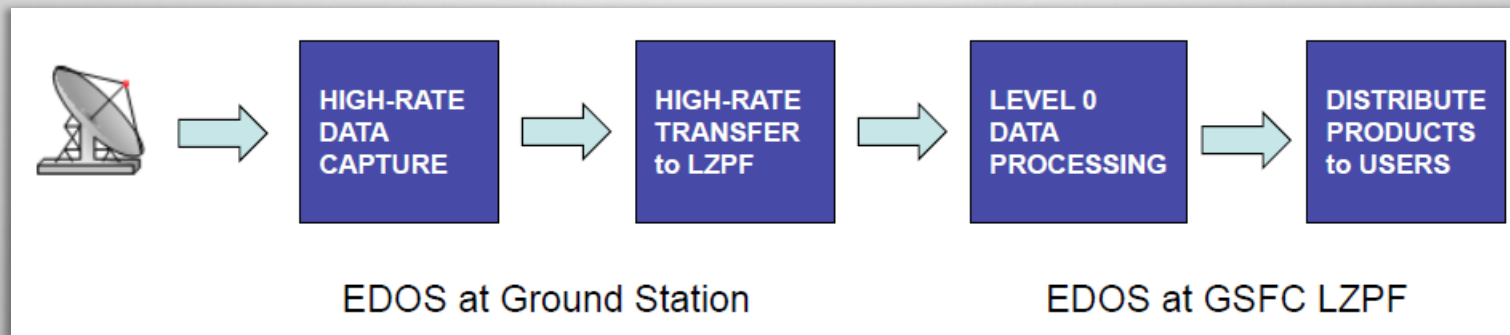 HIGH-RATE
DATA
CAPTURE
HIGH-RATE
TRANSFER
to LZPF
LEVEL 0
DATA
PROCESSING
DISTRIBUTE
PRODUCTS
to USERS
EDOS at Ground Station
EDOS at GSFC LZPF